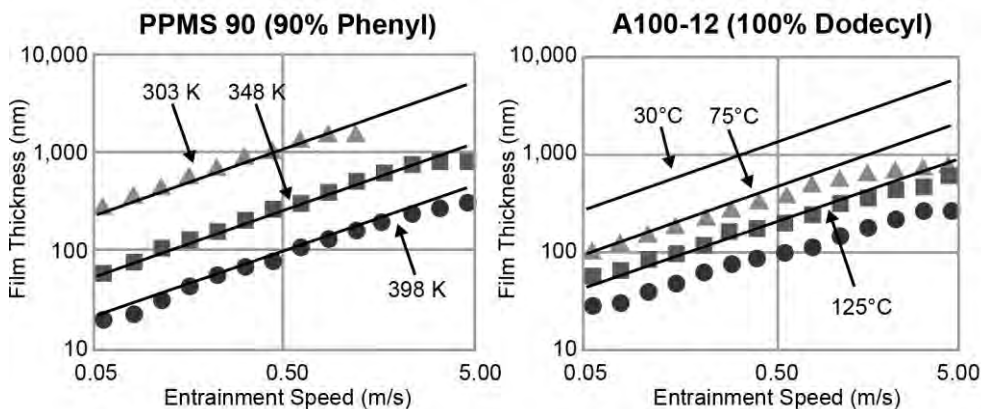 PPMS 90 (90% Phenyl)
10,000
1,000
100
10
Film Thickness (nm)
303 K
348 K
398 K
0.05
0.50
5.00
Entrainment Speed (m/s)
A100-12 (100% Dodecyl)
10,000
1,000
100
10
Film Thickness (nm)
30°C
75°C
125°C
0.05
0.50
5.00
Entrainment Speed (m/s)